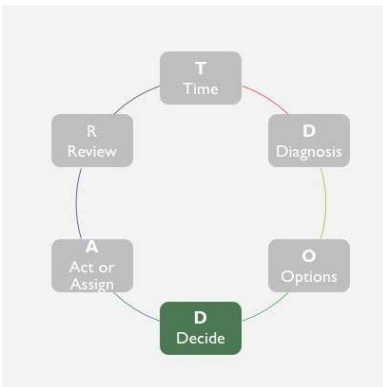 T
Time
D
Diagnosis
O
Options
D
Decide
A
Act or
Assign
R
Review